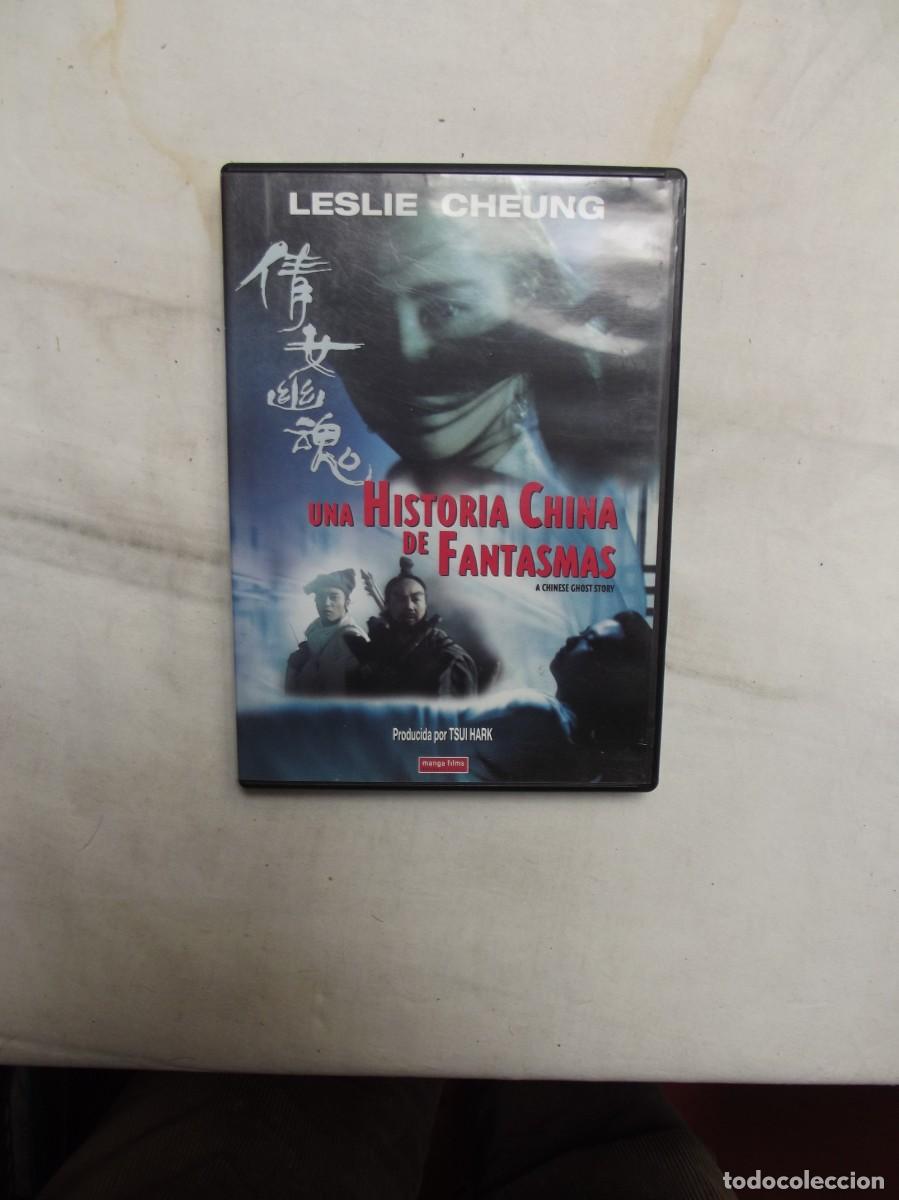 LESLIE CHEUNG
倩女幽魂
UNA HISTORIA CHINA
DE FANTASMAS
A CHINESE GHOST STORY
Producida por TSUI HARK
manga films
todocoleccion